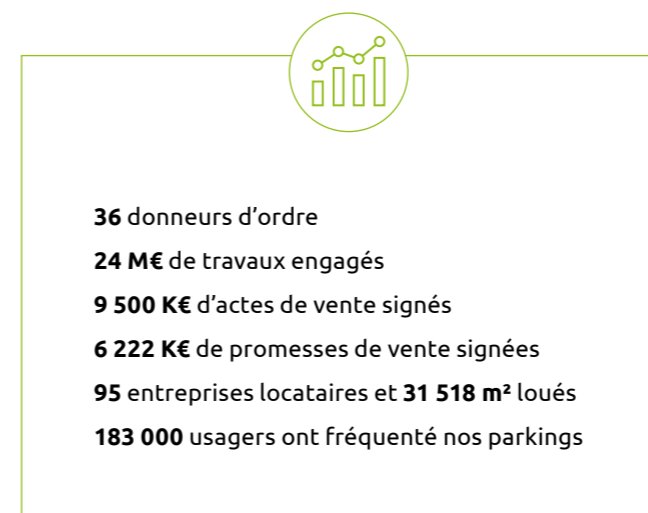 36 donneurs d’ordre
24 M€ de travaux engagés
9 500 K€ d’actes de vente signés
6 222 K€ de promesses de vente signées
95 entreprises locataires et 31 518 m² loués
183 000 usagers ont fréquenté nos parkings